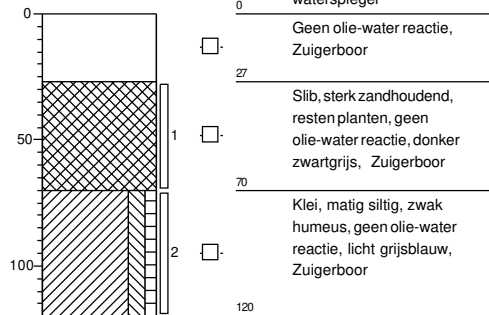 waterspiegel
0
0
Geen olie-water reactie,
Zuigerboor
27
Slib, sterk zandhoudend,
resten planten, geen
olie-water reactie, donker
zwartgrijs, Zuigerboor
50
1
70
Klei, matig siltig, zwak
humeus, geen olie-water
reactie, licht grijsblauw,
Zuigerboor
2
100
120